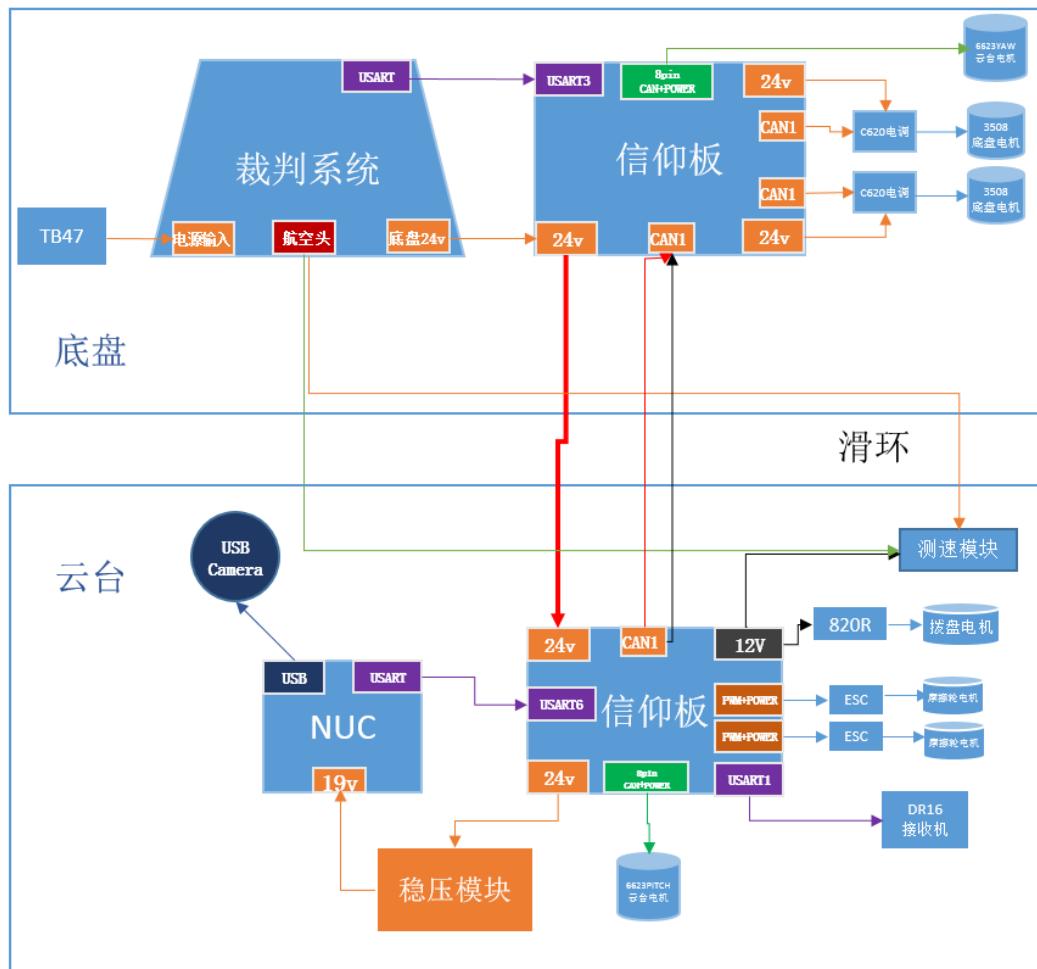 USART
裁判系统
电源输入
航空头
底盘24v
TB47
USART3
8pin
CAN+POWER
24v
CAN1
信仰板
CAN1
24v
CAN1
24v
6623YAW
云台电机
C620电调
3508
底盘电机
C620电调
3508
底盘电机
底盘
滑环
云台
USB
Camera
测速模块
24v
CAN1
12V
820R
拨盘电机
USB
USART
NUC
19v
USART6
信仰板
PWM+POWER
ESC
摩擦轮电机
PWM+POWER
ESC
摩擦轮电机
24v
8pin
CAN+POWER
USART1
DR16
接收机
稳压模块
6623PITCH
云台电机